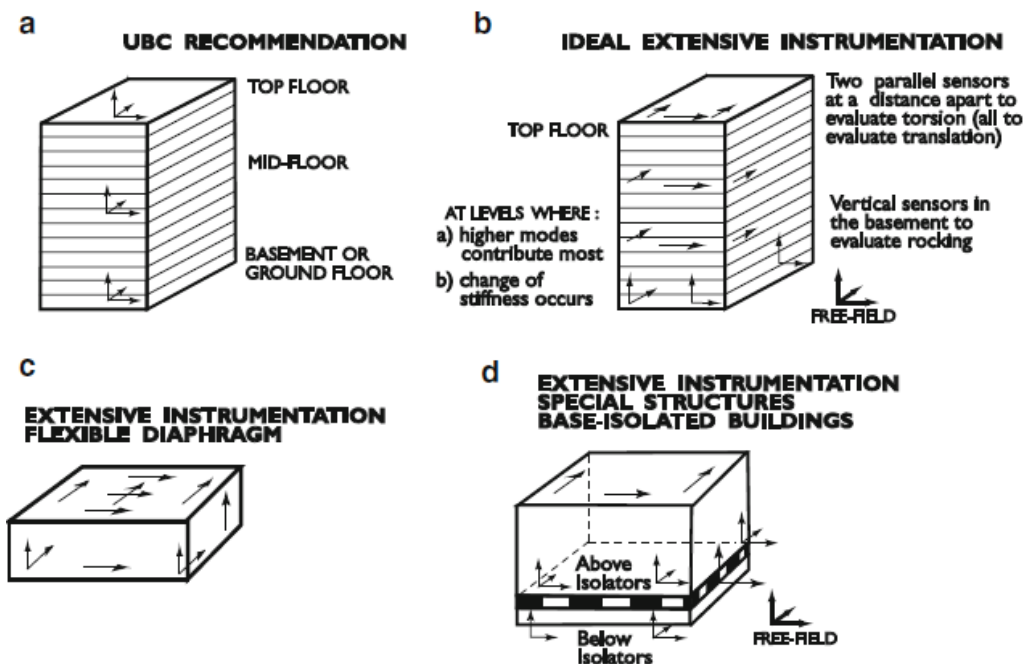 a
UBC RECOMMENDATION
TOP FLOOR
MID-FLOOR
BASEMENT OR
GROUND FLOOR
b
IDEAL EXTENSIVE INSTRUMENTATION
TOP FLOOR
Two parallel sensors
at a distance apart to
evaluate torsion (all to
evaluate translation)
AT LEVELS WHERE :
a) higher modes
contribute most
b) change of
stiffness occurs
Vertical sensors in
the basement to
evaluate rocking
FREE-FIELD
c
EXTENSIVE INSTRUMENTATION
FLEXIBLE DIAPHRAGM
d
EXTENSIVE INSTRUMENTATION
SPECIAL STRUCTURES
BASE-ISOLATED BUILDINGS
Above
Isolators
Below
Isolators
FREE-FIELD